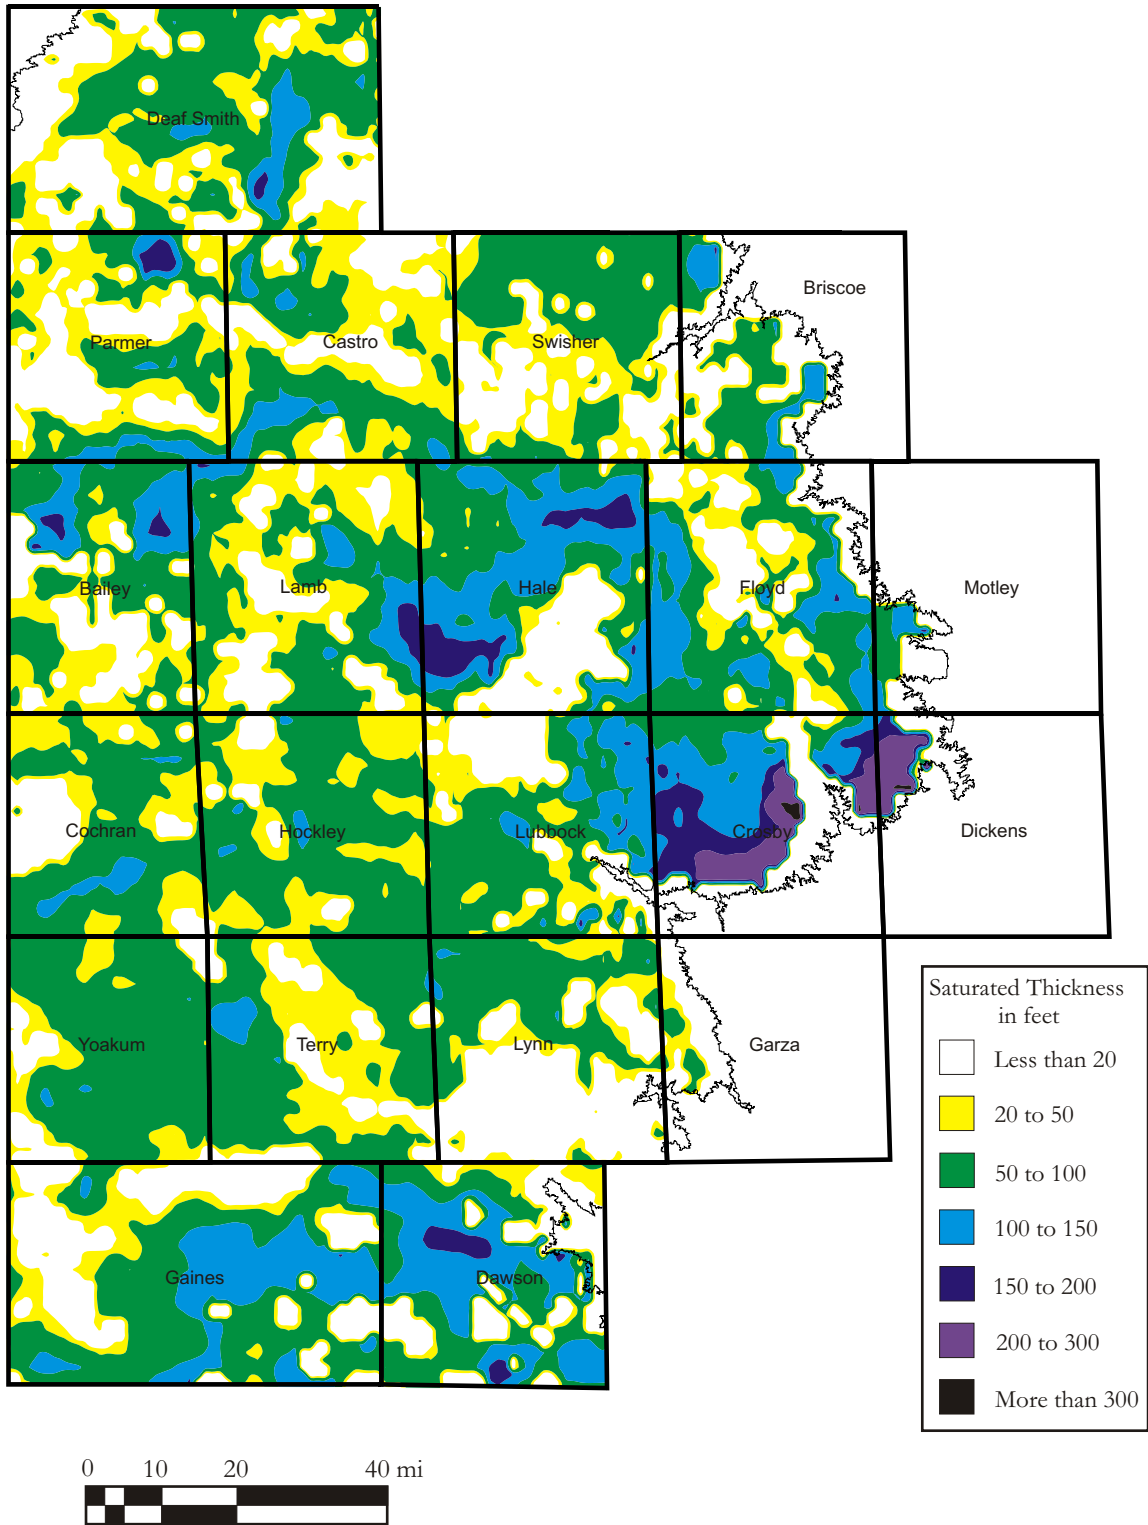 Deaf Smith
Briscoe
Parmer
Castro
Swisher
Bailey
Lamb
Hale
Floyd
Motley
Cochran
Hockley
Lubbock
Crosby
Dickens
Yoakum
Terry
Lynn
Garza
Gaines
Dawson
Saturated Thickness
in feet
Less than 20
20 to 50
50 to 100
100 to 150
150 to 200
200 to 300
More than 300
0 10 20 40 mi